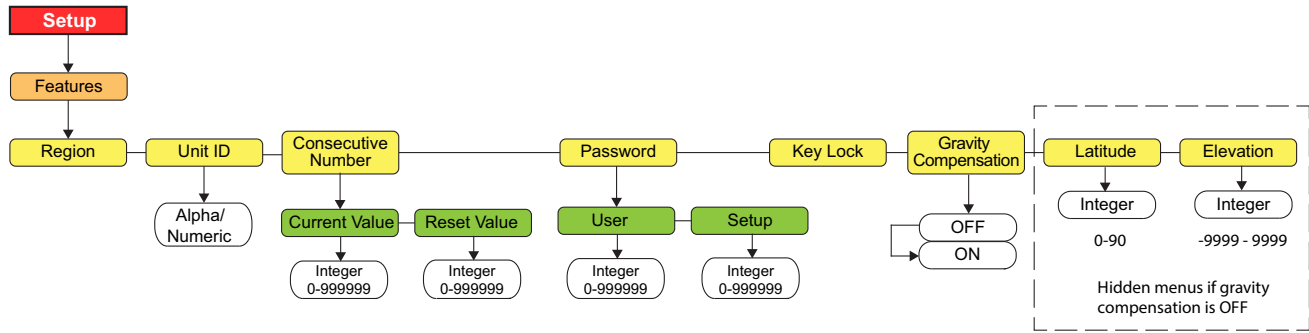 Setup
Features
Region
Unit ID
Consecutive
Number
Password
Key Lock
Gravity
Compensation
Latitude
Elevation
Alpha/
Numeric
Current Value
Reset Value
User
Setup
OFF
ON
Integer
Integer
0-90
-9999 - 9999
Integer
0-999999
Integer
0-999999
Integer
0-999999
Integer
0-999999
Hidden menus if gravity
compensation is OFF